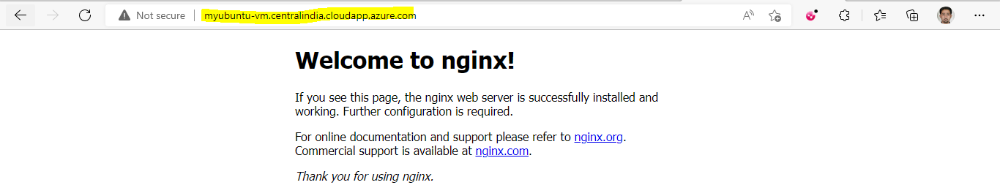 Not secure myubuntu-vm.centralindia.cloudapp.azure.com
Welcome to nginx!
If you see this page, the nginx web server is successfully installed and
working. Further configuration is required.
For online documentation and support please refer to nginx.org.
Commercial support is available at nginx.com.
Thank you for using nginx.